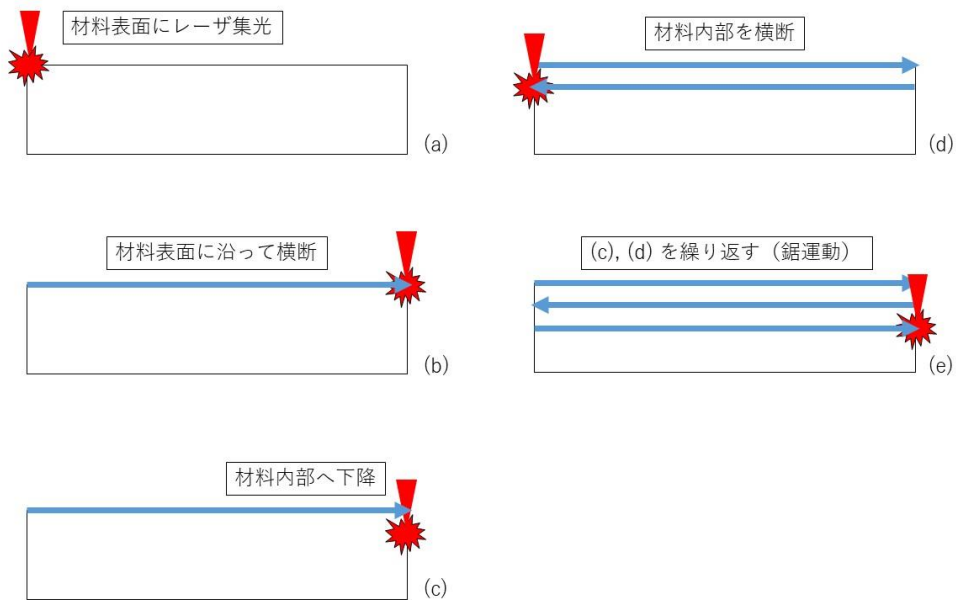 材料表面にレーザ集光
(a)
材料表面に沿って横断
(b)
材料内部へ下降
(c)
材料内部を横断
(d)
(c), (d) を繰り返す（鋸運動）
(e)